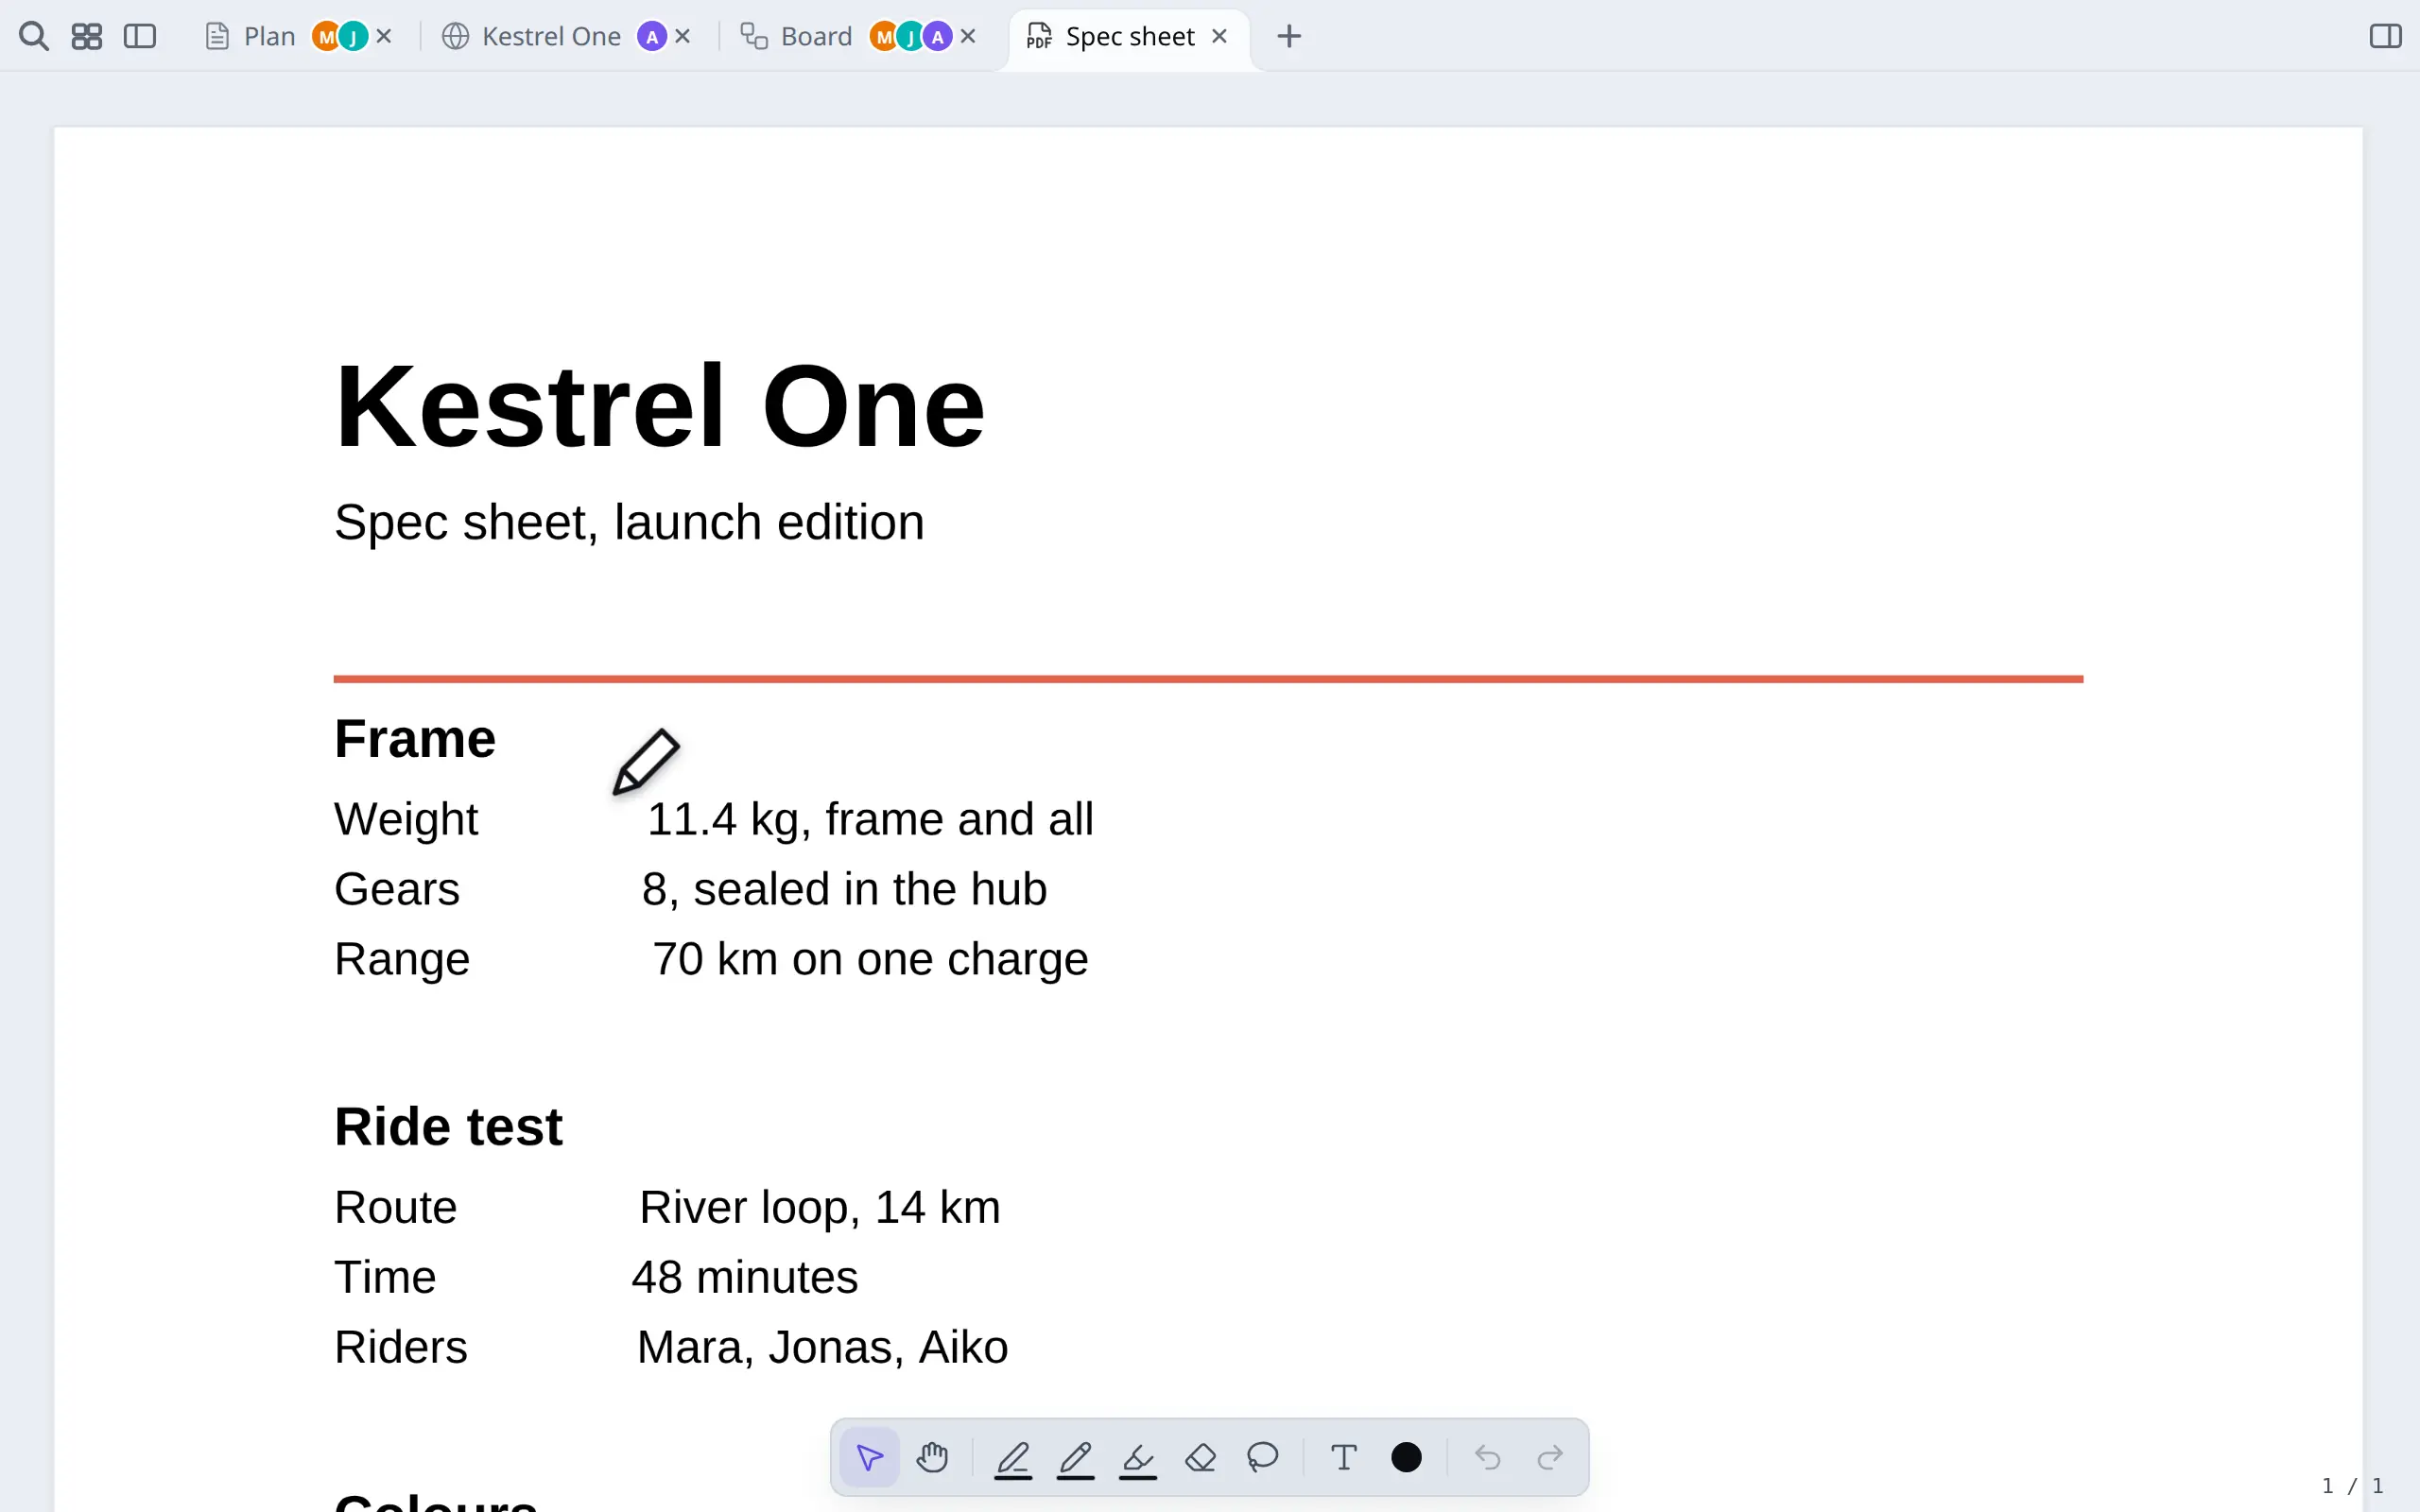 Plan M J
Kestrel One A
Board M J A
PDF Spec sheet
Kestrel One
Spec sheet, launch edition
Frame
Weight 11.4 kg, frame and all
Gears 8, sealed in the hub
Range 70 km on one charge
Ride test
Route River loop, 14 km
Time 48 minutes
Riders Mara, Jonas, Aiko
Colours
T
1 / 1